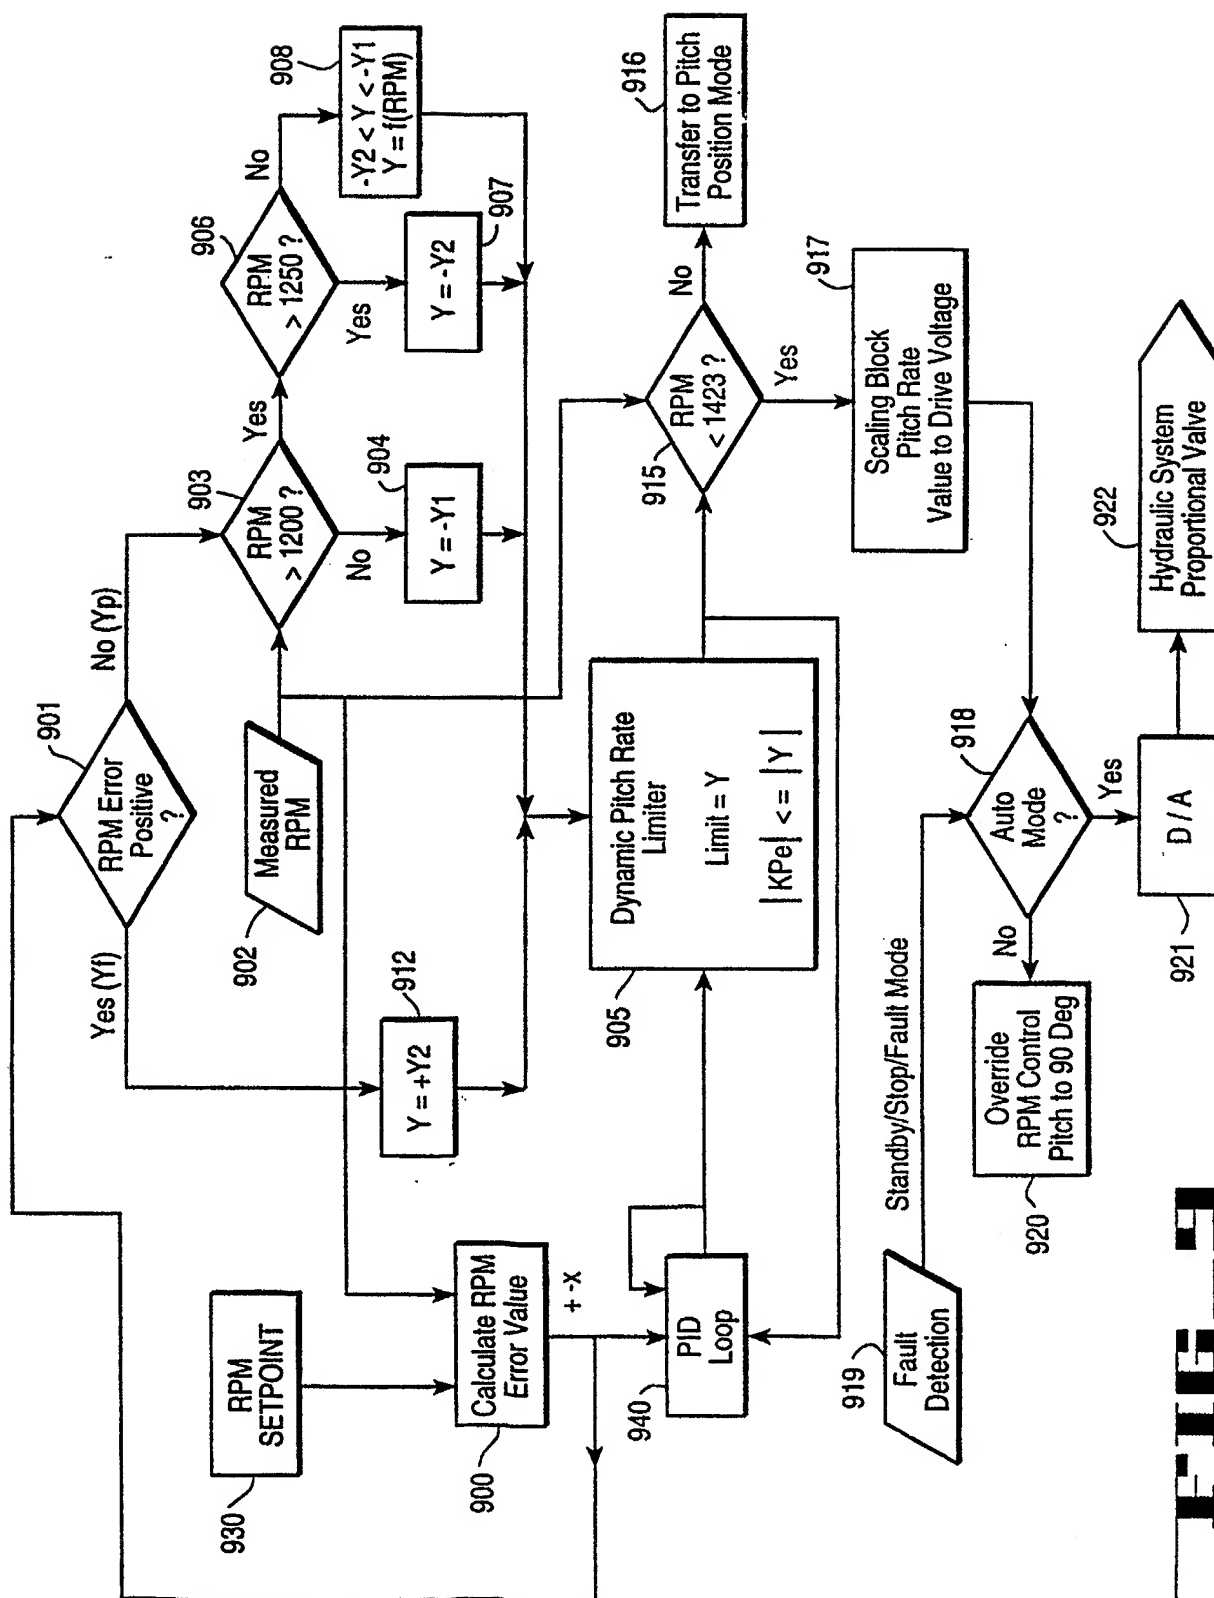 901
RPM Error
Positive
?
Yes (Yf)
No (Yp)
902
Measured
RPM
903
RPM
> 1200 ?
Yes
No
904
Y = -Y1
906
RPM
> 1250 ?
No
Yes
907
Y = -Y2
908
-Y2 < Y < -Y1
Y = f(RPM)
930
RPM
SETPOINT
912
Y = +Y2
900
Calculate RPM
Error Value
+ -x
940
PID
Loop
905
Dynamic Pitch Rate
Limiter
Limit = Y
|KPe| <= |Y|
915
RPM
< 1423 ?
No
Yes
916
Transfer to Pitch
Position Mode
917
Scaling Block
Pitch Rate
Value to Drive Voltage
919
Fault
Detection
Standby/Stop/Fault Mode
918
Auto
Mode
?
No
Yes
920
Override
RPM Control
Pitch to 90 Deg
921
D / A
922
Hydraulic System
Proportional Valve